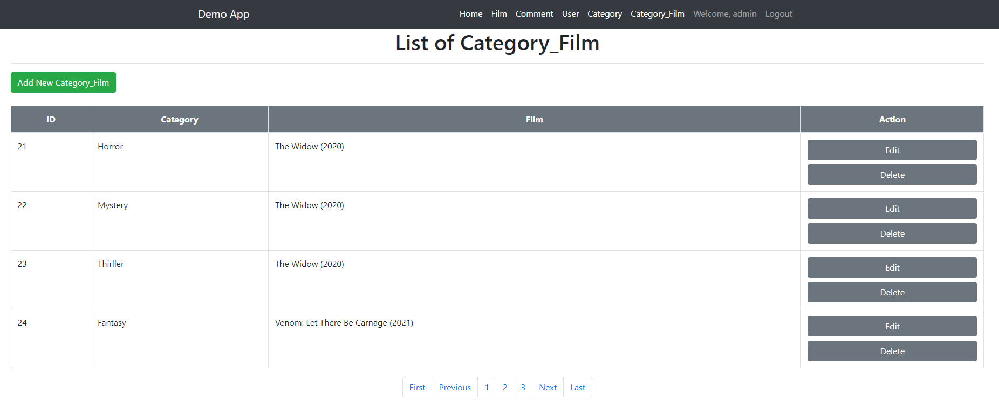 Demo App Home Film Comment User Category Category_Film Welcome, admin Logout
List of Category_Film
Add New Category_Film
ID Category Film Action
21 Horror The Widow (2020) Edit
Delete
22 Mystery The Widow (2020) Edit
Delete
23 Thirller The Widow (2020) Edit
Delete
24 Fantasy Venom: Let There Be Carnage (2021) Edit
Delete
First Previous 1 2 3 Next Last